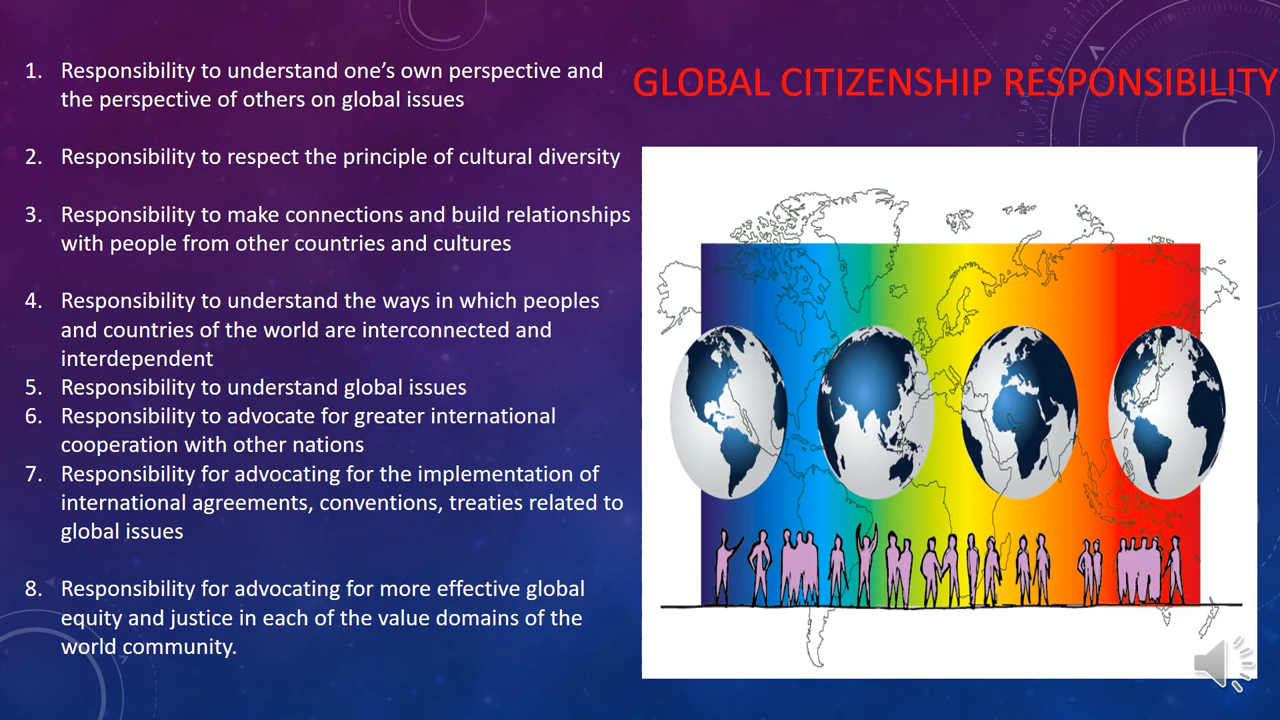 GLOBAL CITIZENSHIP RESPONSIBILITY
1. Responsibility to understand one’s own perspective and
the perspective of others on global issues
2. Responsibility to respect the principle of cultural diversity
3. Responsibility to make connections and build relationships
with people from other countries and cultures
4. Responsibility to understand the ways in which peoples
and countries of the world are interconnected and
interdependent
5. Responsibility to understand global issues
6. Responsibility to advocate for greater international
cooperation with other nations
7. Responsibility for advocating for the implementation of
international agreements, conventions, treaties related to
global issues
8. Responsibility for advocating for more effective global
equity and justice in each of the value domains of the
world community.